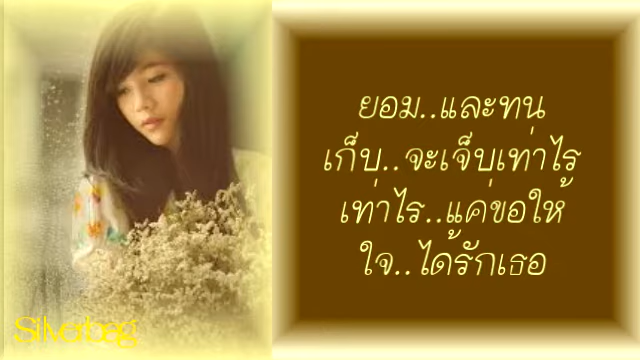 ยอม..และทน
เก็บ..จะเจ็บเท่าไร
เท่าไร..แค่ขอให้
ใจ..ได้รักเธอ
Silverbag